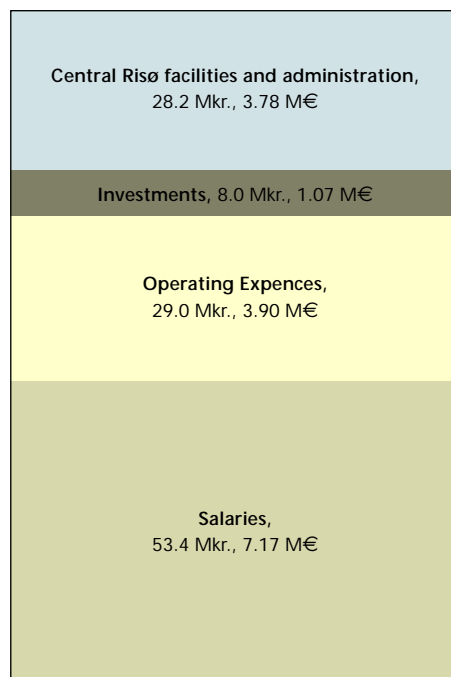 Central Risø facilities and administration,
28.2 Mkr., 3.78 M€
Investments, 8.0 Mkr., 1.07 M€
Operating Expences,
29.0 Mkr., 3.90 M€
Salaries,
53.4 Mkr., 7.17 M€